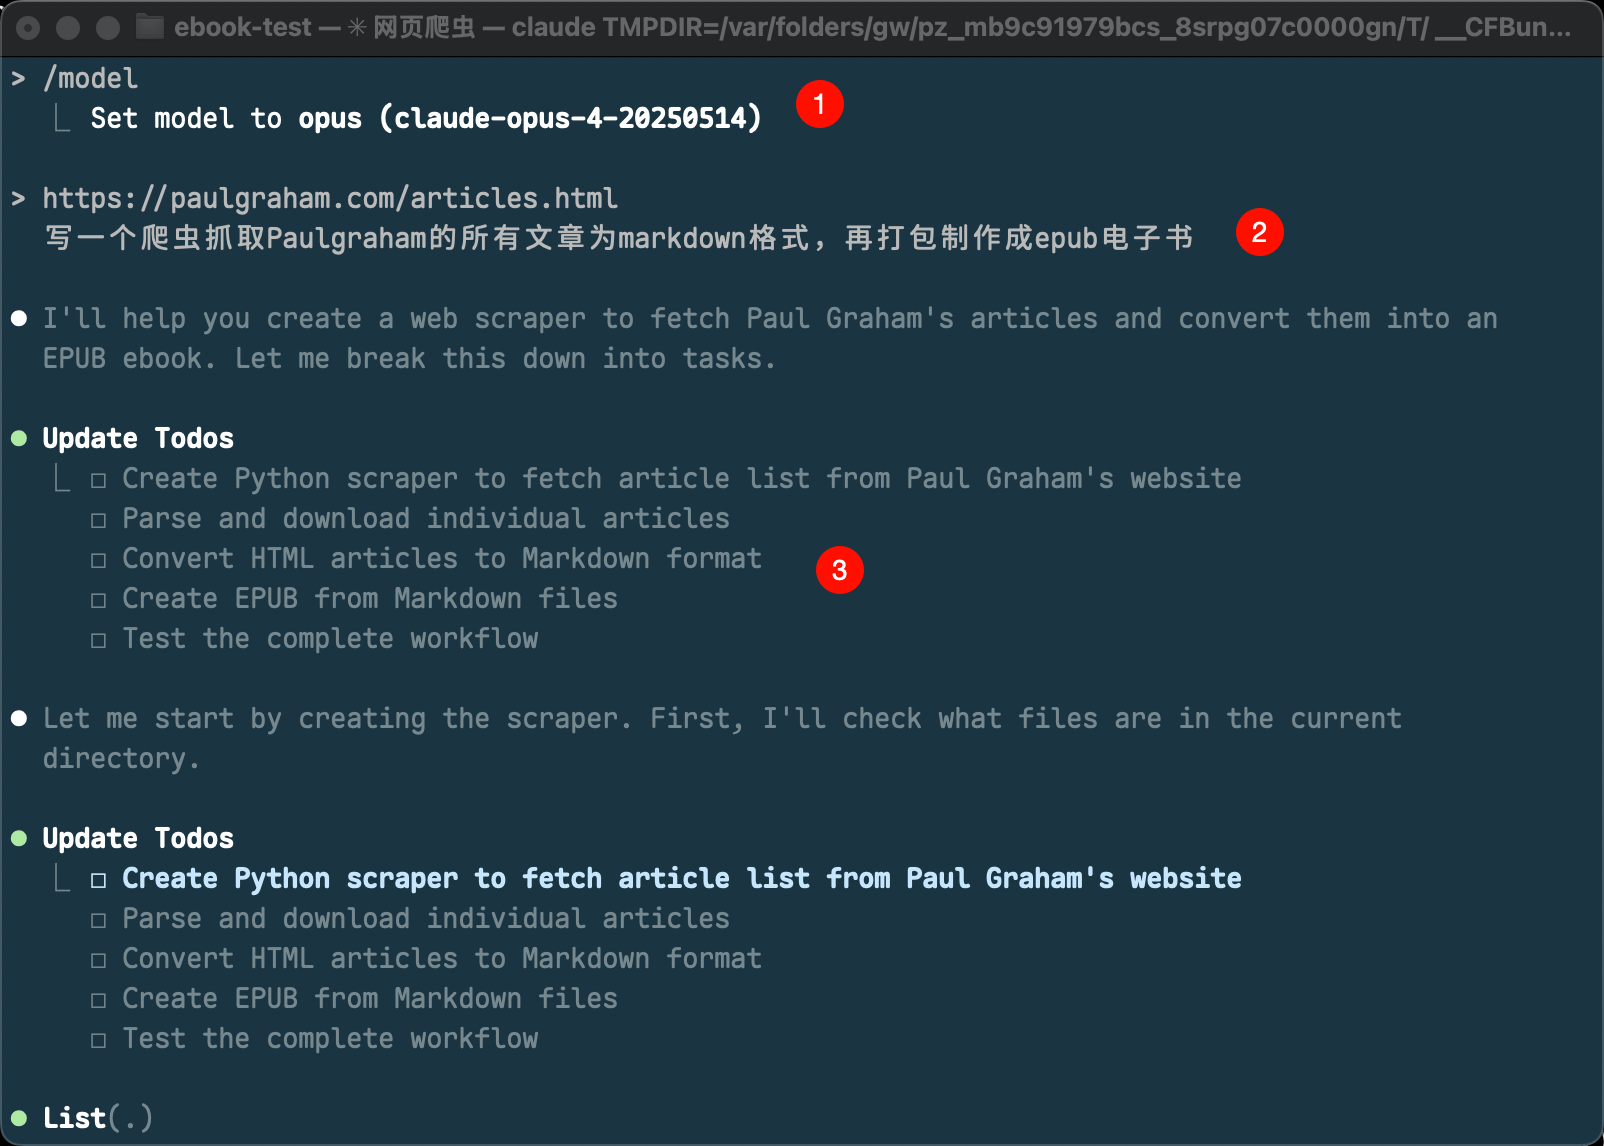 ebook-test — ✳ 网页爬虫 — claude TMPDIR=/var/folders/gw/pz_mb9c91979bcs_8srpg07c0000gn/T/ __CFBun...
> /model
⎿ Set model to opus (claude-opus-4-20250514)
1
> https://paulgraham.com/articles.html
写一个爬虫抓取Paulgraham的所有文章为markdown格式，再打包制作成epub电子书
2
● I'll help you create a web scraper to fetch Paul Graham's articles and convert them into an
EPUB ebook. Let me break this down into tasks.
● Update Todos
⎿ ☐ Create Python scraper to fetch article list from Paul Graham's website
☐ Parse and download individual articles
☐ Convert HTML articles to Markdown format
3
☐ Create EPUB from Markdown files
☐ Test the complete workflow
● Let me start by creating the scraper. First, I'll check what files are in the current
directory.
● Update Todos
⎿ ☐ Create Python scraper to fetch article list from Paul Graham's website
☐ Parse and download individual articles
☐ Convert HTML articles to Markdown format
☐ Create EPUB from Markdown files
☐ Test the complete workflow
● List(.)